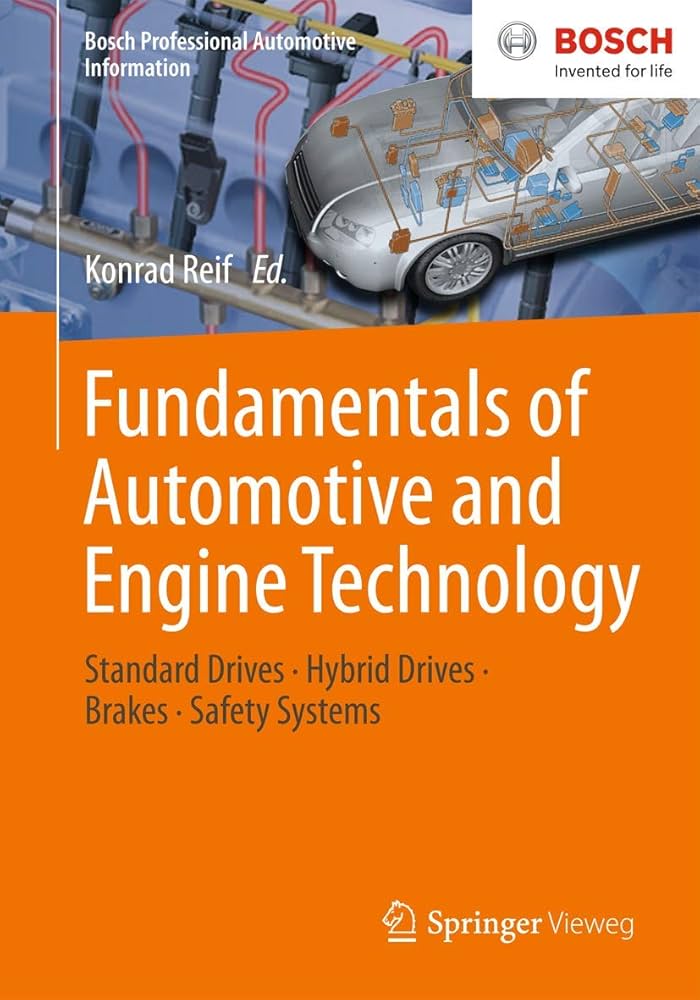 Bosch Professional Automotive
Information
BOSCH
Invented for life
Konrad Reif Ed.
Fundamentals of
Automotive and
Engine Technology
Standard Drives · Hybrid Drives ·
Brakes · Safety Systems
Springer Vieweg